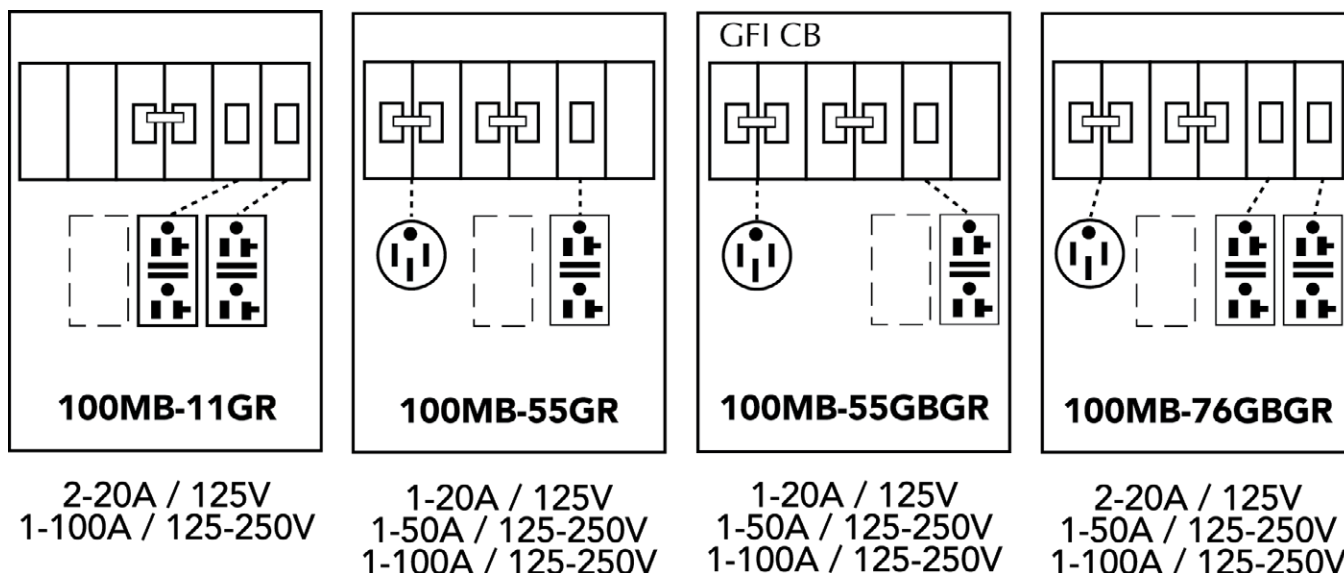 100MB-11GR
2-20A / 125V
1-100A / 125-250V
100MB-55GR
1-20A / 125V
1-50A / 125-250V
1-100A / 125-250V
GFI CB
100MB-55GBGR
1-20A / 125V
1-50A / 125-250V
1-100A / 125-250V
100MB-76GBGR
2-20A / 125V
1-50A / 125-250V
1-100A / 125-250V